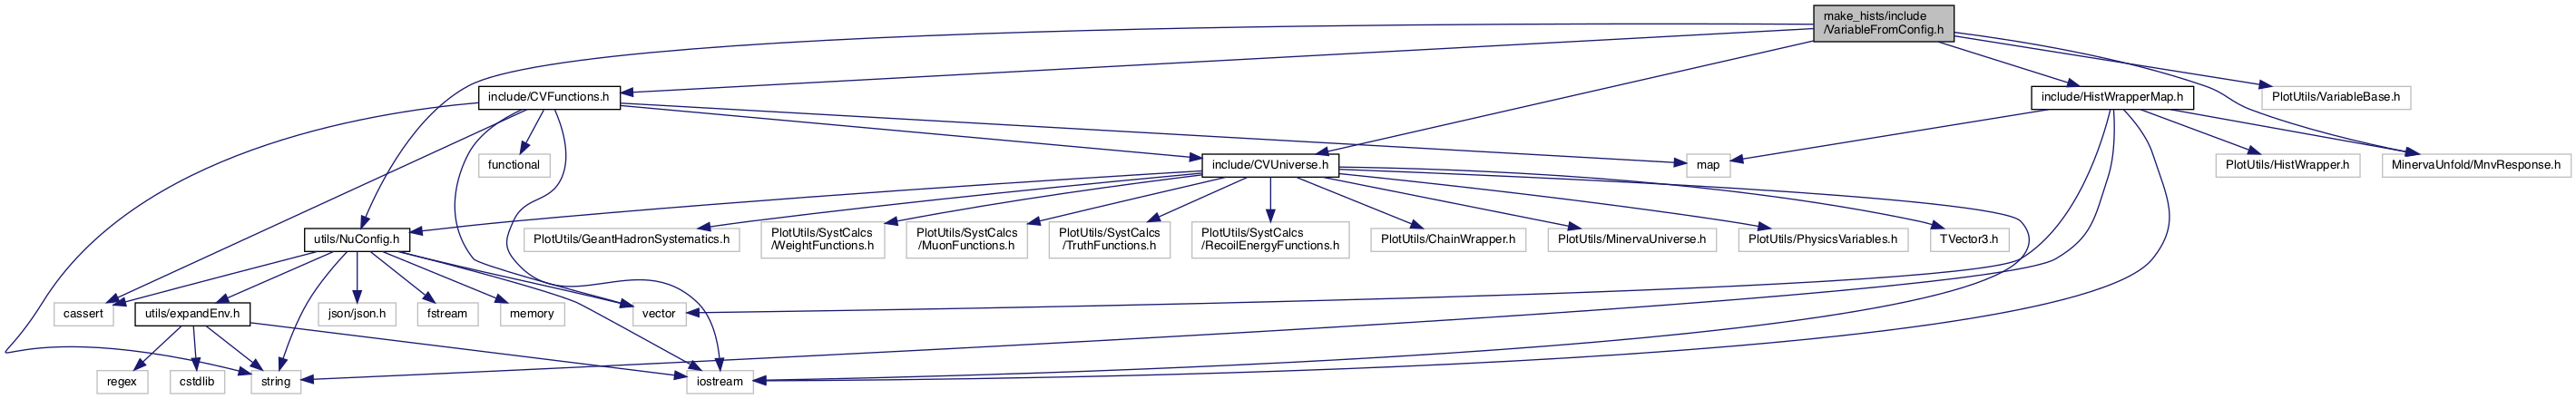 make_hists/include
/VariableFromConfig.h
include/CVFunctions.h
include/HistWrapperMap.h
PlotUtils/VariableBase.h
functional
include/CVUniverse.h
map
PlotUtils/HistWrapper.h
MinervaUnfold/MnvResponse.h
utils/NuConfig.h
PlotUtils/GeantHadronSystematics.h
PlotUtils/SystCalcs
/WeightFunctions.h
PlotUtils/SystCalcs
/MuonFunctions.h
PlotUtils/SystCalcs
/TruthFunctions.h
PlotUtils/SystCalcs
/RecoilEnergyFunctions.h
PlotUtils/ChainWrapper.h
PlotUtils/MinervaUniverse.h
PlotUtils/PhysicsVariables.h
TVector3.h
cassert
utils/expandEnv.h
json/json.h
fstream
memory
vector
regex
cstdlib
string
iostream